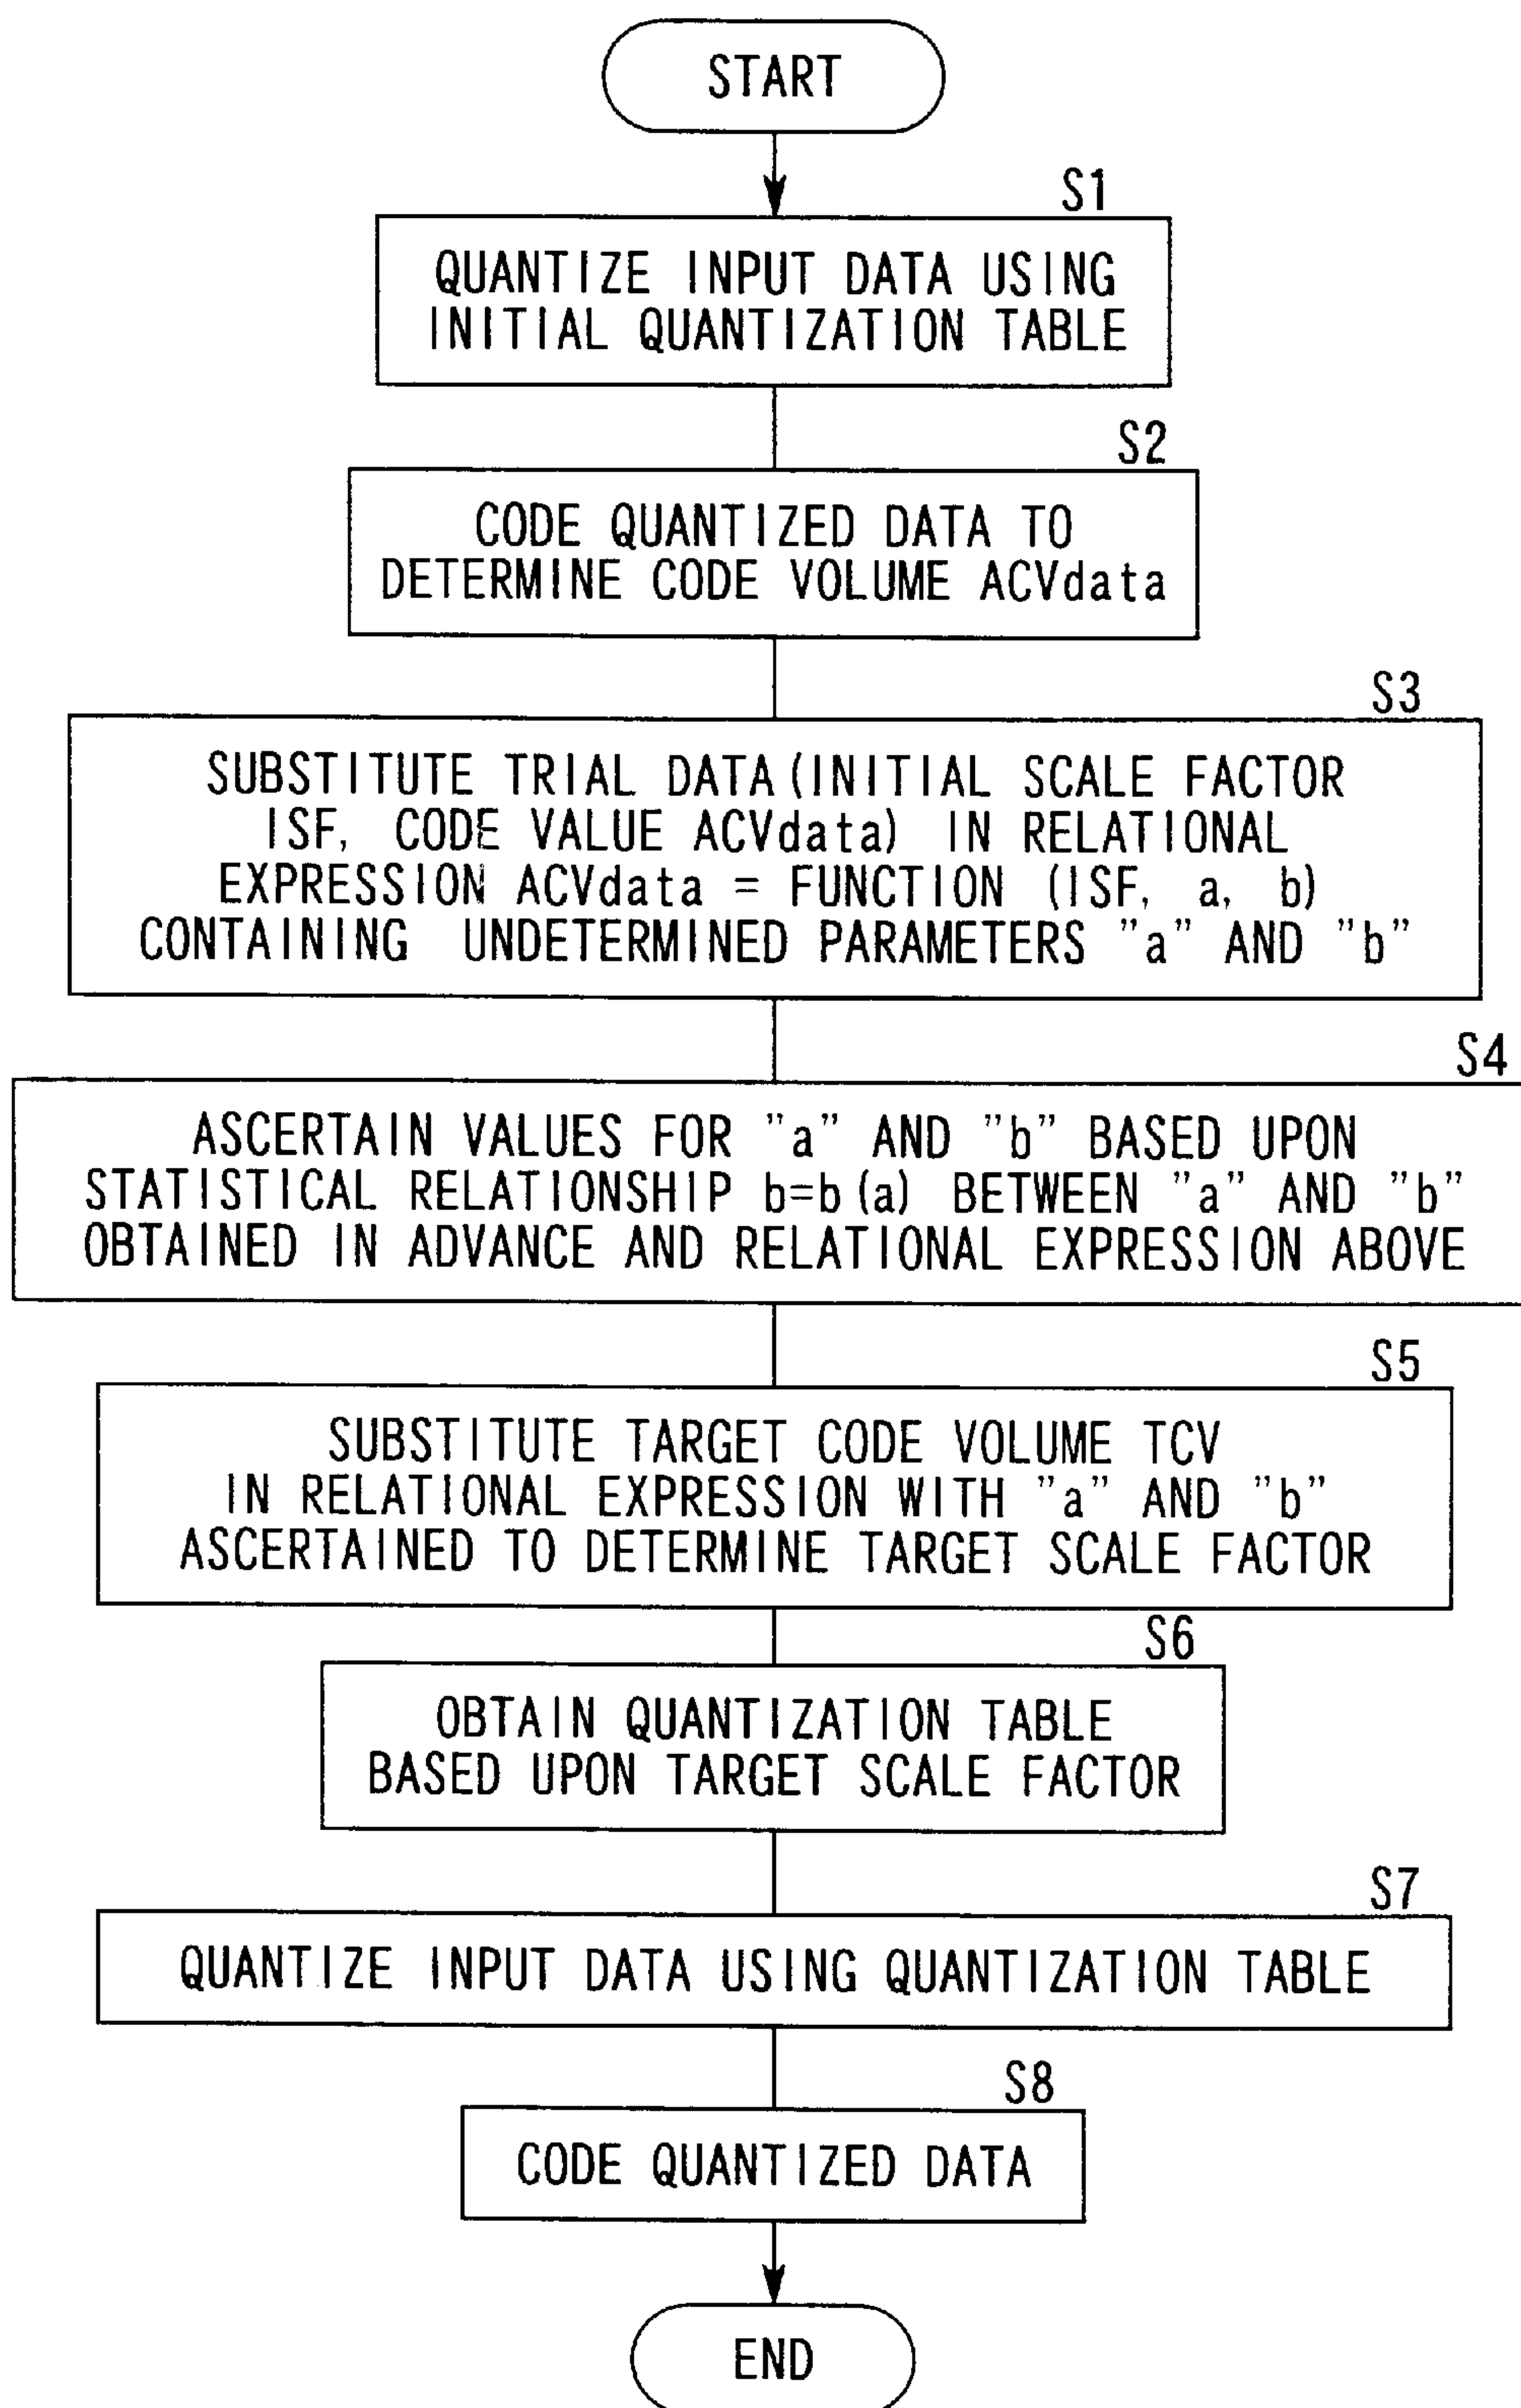 START
S1
QUANTIZE INPUT DATA USING
INITIAL QUANTIZATION TABLE
S2
CODE QUANTIZED DATA TO
DETERMINE CODE VOLUME ACVdata
S3
SUBSTITUTE TRIAL DATA(INITIAL SCALE FACTOR
ISF, CODE VALUE ACVdata) IN RELATIONAL
EXPRESSION ACVdata = FUNCTION (ISF, a, b)
CONTAINING UNDETERMINED PARAMETERS "a" AND "b"
S4
ASCERTAIN VALUES FOR "a" AND "b" BASED UPON
STATISTICAL RELATIONSHIP b=b(a) BETWEEN "a" AND "b"
OBTAINED IN ADVANCE AND RELATIONAL EXPRESSION ABOVE
S5
SUBSTITUTE TARGET CODE VOLUME TCV
IN RELATIONAL EXPRESSION WITH "a" AND "b"
ASCERTAINED TO DETERMINE TARGET SCALE FACTOR
S6
OBTAIN QUANTIZATION TABLE
BASED UPON TARGET SCALE FACTOR
S7
QUANTIZE INPUT DATA USING QUANTIZATION TABLE
S8
CODE QUANTIZED DATA
END